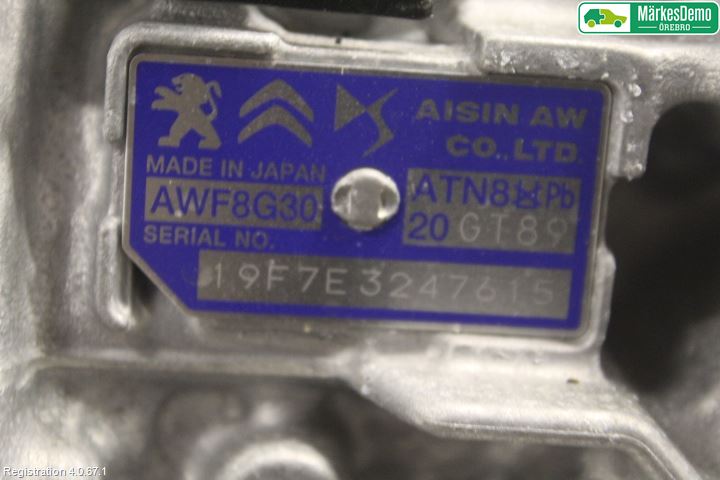 MärkesDemo
ÖREBRO
AISIN AW
CO., LTD.
MADE IN JAPAN
AWF8G30
ATN8 Pb
20 GT89
SERIAL NO.
19F7E3247615
Registration 4.0.67.1